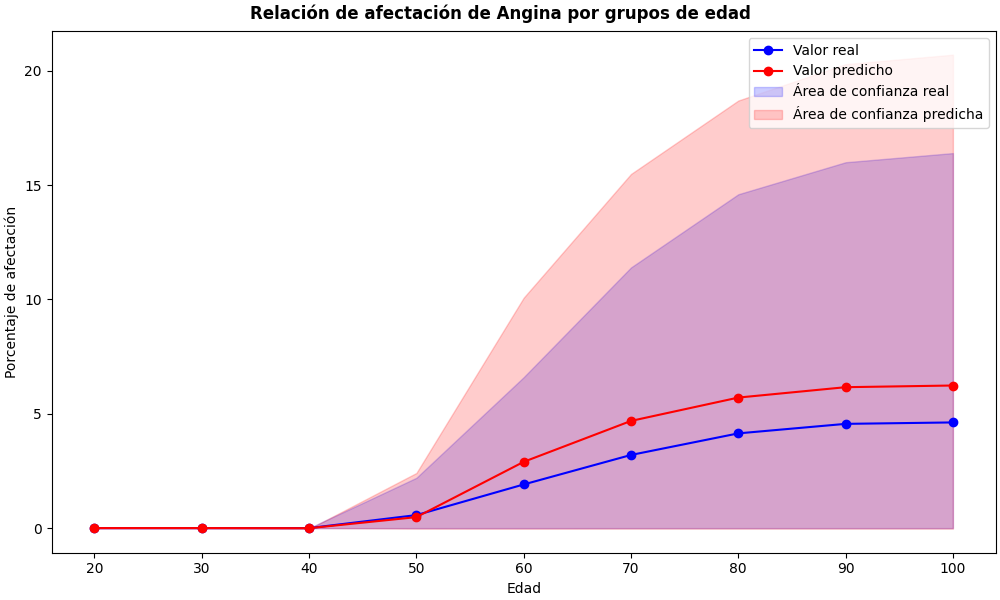 Relación de afectación de Angina por grupos de edad
Valor real
Valor predicho
Área de confianza real
Área de confianza predicha
Porcentaje de afectación
20
15
10
5
0
20 30 40 50 60 70 80 90 100
Edad